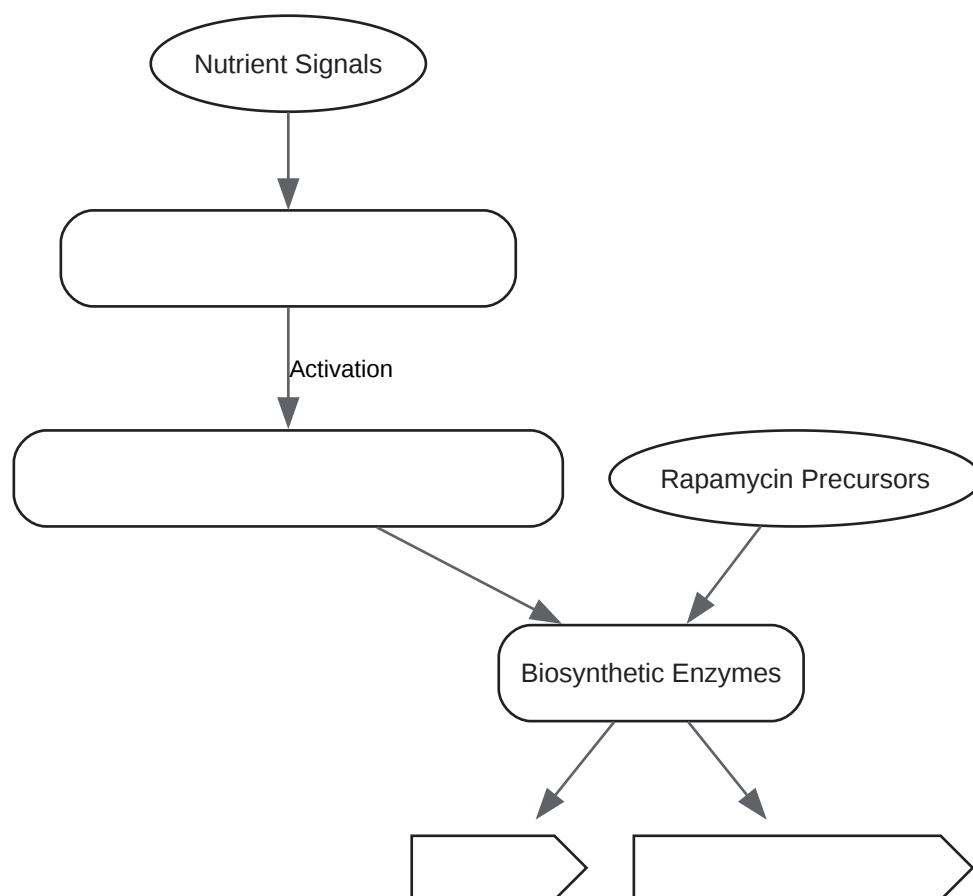 Nutrient Signals
Activation
Rapamycin Precursors
Biosynthetic Enzymes